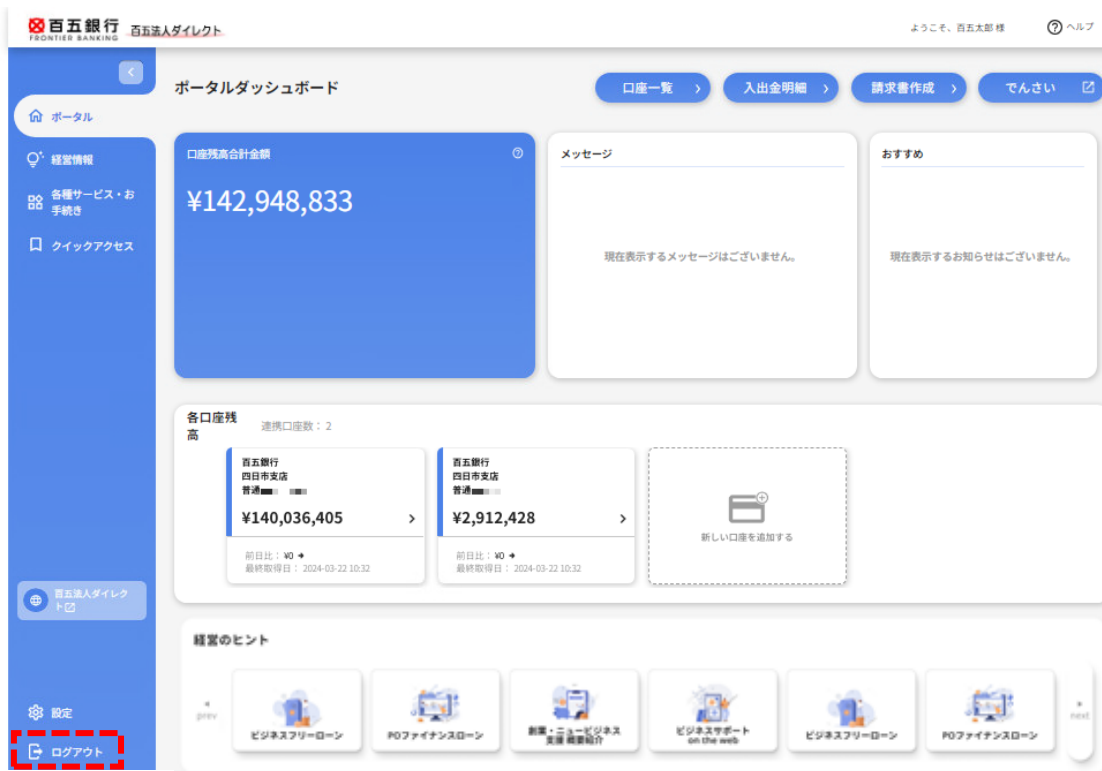 百五銀行
FRONTIER BANKING
百五法人ダイレクト
ようこそ、百五太郎 様
ヘルプ
ポータル
経営情報
各種サービス・お
手続き
クイックアクセス
百五法人ダイレク
ト
設定
ログアウト
ポータルダッシュボード
口座一覧
入出金明細
請求書作成
でんさい
口座残高合計金額
¥142,948,833
メッセージ
現在表示するメッセージはございません。
おすすめ
現在表示するお知らせはございません。
各口座残
高
連携口座数： 2
百五銀行
四日市支店
普通
¥140,036,405
前日比： ¥0
最終取得日： 2024-03-22 10:32
百五銀行
四日市支店
普通
¥2,912,428
前日比： ¥0
最終取得日： 2024-03-22 10:32
新しい口座を追加する
経営のヒント
prev
ビジネスフリーローン
POファイナンスローン
創業・ニュービジネス
支援 概要紹介
ビジネスサポート
on the web
ビジネスフリーローン
POファイナンスローン
next